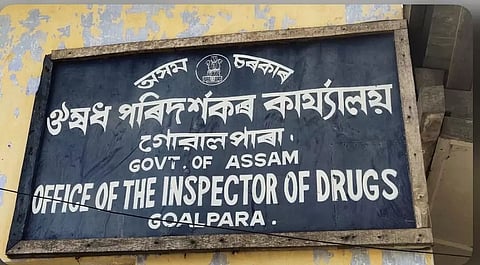 অসম চৰকাৰ
ঔষধ পৰিদৰ্শকৰ কাৰ্য্যালয়
গোৱালপাৰা.
GOVT. OF ASSAM
OFFICE OF THE INSPECTOR OF DRUGS
GOALPARA.